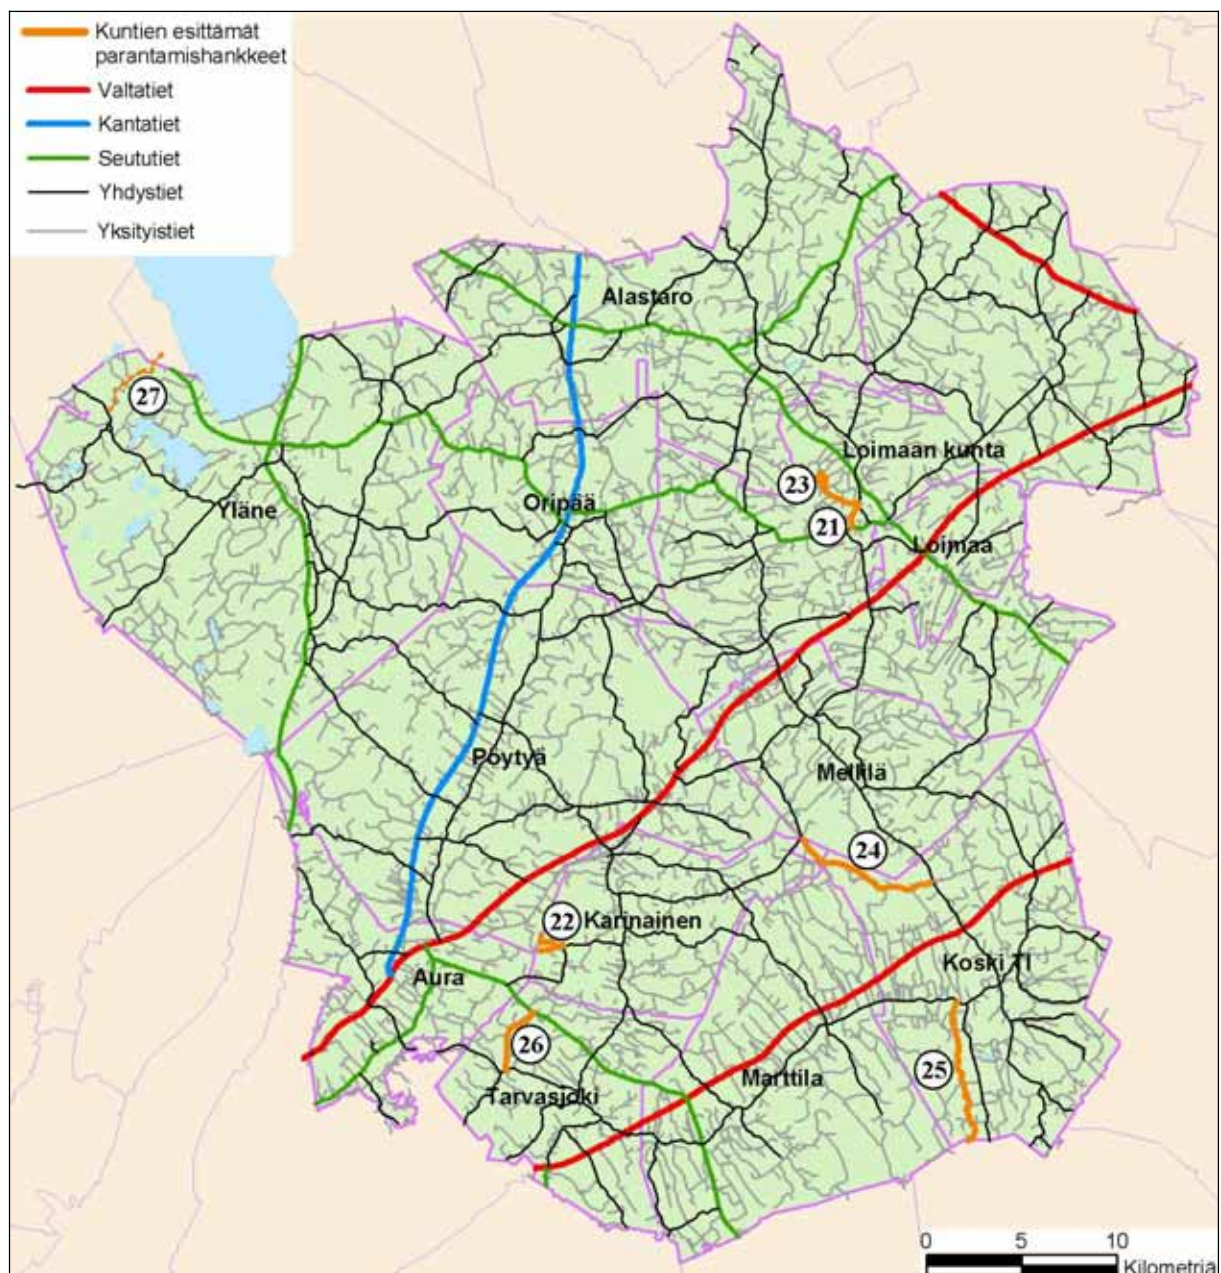 Kuntien esittämät
parantamishankkeet
Valtatiet
Kantatiet
Seututiet
Yhdystiet
Yksityistiet
Alastaro
27
Loimaan kunta
23
Oripää
Yläne
21
Loimaa
Pöytyä
Mellilä
24
22 Karinainen
Koski Tl
Aura
26
25
Marttila
Tarvasjoki
0 5 10
Kilometriä